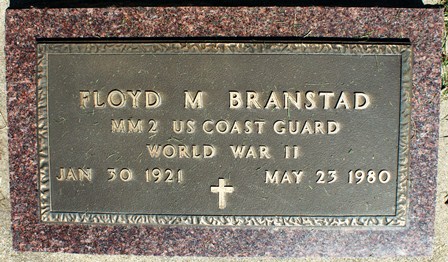 FLOYD M BRANSTAD
MM2 US COAST GUARD
WORLD WAR II
JAN 30 1921 MAY 23 1980